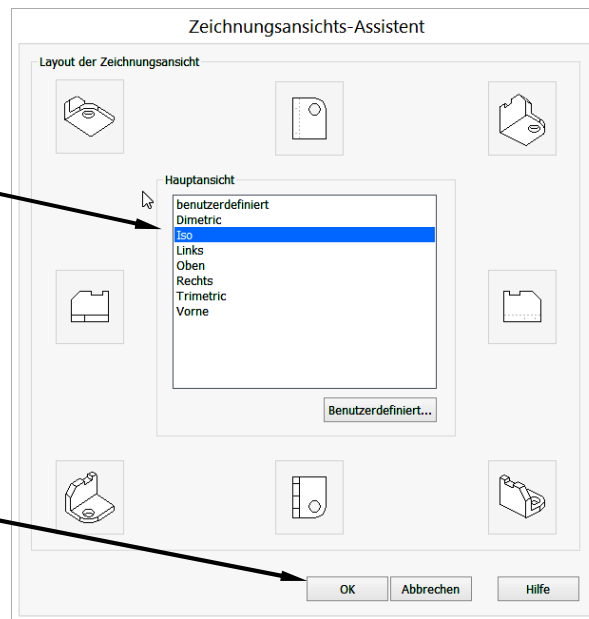 Zeichnungsansichts-Assistent
Layout der Zeichnungsansicht
Hauptansicht
benutzerdefiniert
Dimetric
Iso
Links
Oben
Rechts
Trimetric
Vorne
Benutzerdefiniert...
OK Abbrechen Hilfe